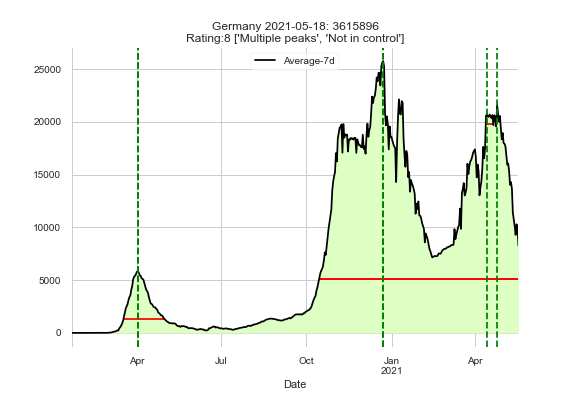 Germany 2021-05-18: 3615896
Rating:8 ['Multiple peaks', 'Not in control']
Average-7d
25000
20000
15000
10000
5000
0
Apr
Jul
Oct
Jan
2021
Apr
Date